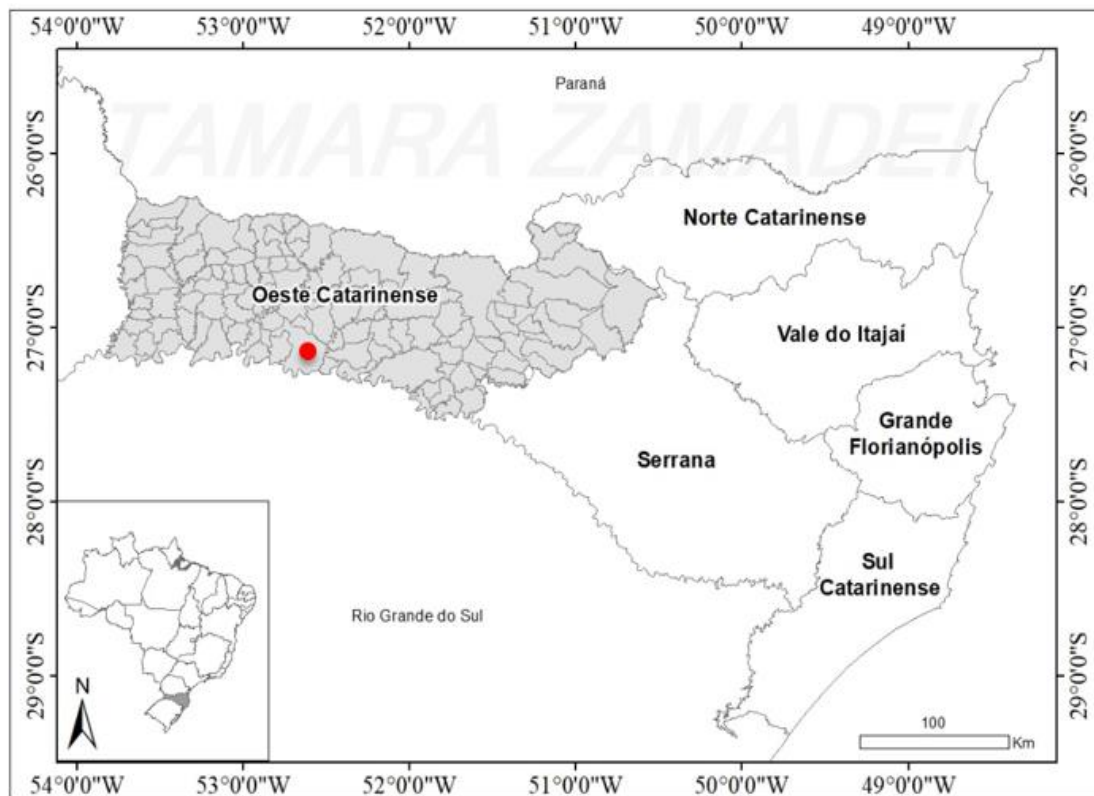 54°0'0"W 53°0'0"W 52°0'0"W 51°0'0"W 50°0'0"W 49°0'0"W
Paraná
TAMARA ZAMADEI
26°0'0"S 26°0'0"S
Norte Catarinense
Oeste Catarinense
27°0'0"S 27°0'0"S
Vale do Itajaí
Grande
Florianópolis
Serrana
28°0'0"S 28°0'0"S
Sul
Catarinense
Rio Grande do Sul
29°0'0"S 29°0'0"S
N
100
Km
54°0'0"W 53°0'0"W 52°0'0"W 51°0'0"W 50°0'0"W 49°0'0"W